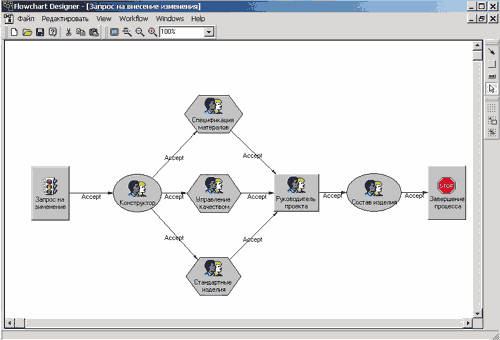 Flowchart Designer - [Запрос на внесение изменения]
Файл Редактировать View Workflow Windows Help
100%
Спецификация
материалов
Accept
Accept
Запрос на
изменение
Accept
Конструктор
Accept
Управление
качеством
Accept
Руководитель
проекта
Accept
Состав изделия
Accept
STOP
Завершение
процесса
Accept
Accept
Стандартные
изделия